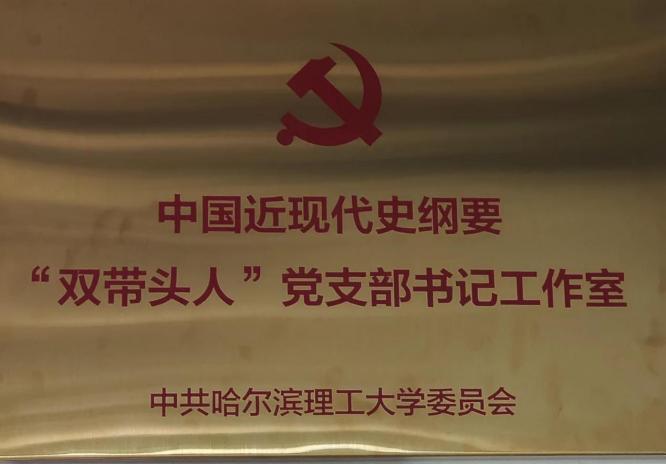 中国近现代史纲要
“双带头人”党支部书记工作室
中共哈尔滨理工大学委员会